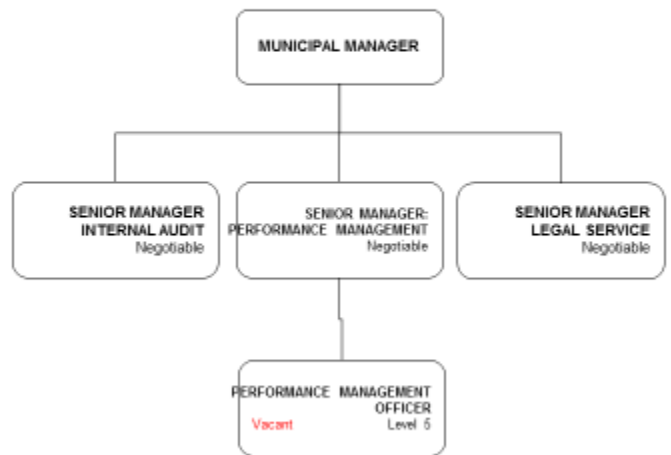 MUNICIPAL MANAGER
SENIOR MANAGER
INTERNAL AUDIT
Negotiable
SENIOR MANAGER:
PERFORMANCE MANAGEMENT
Negotiable
SENIOR MANAGER
LEGAL SERVICE
Negotiable
PERFORMANCE MANAGEMENT
OFFICER
Vacant Level 5